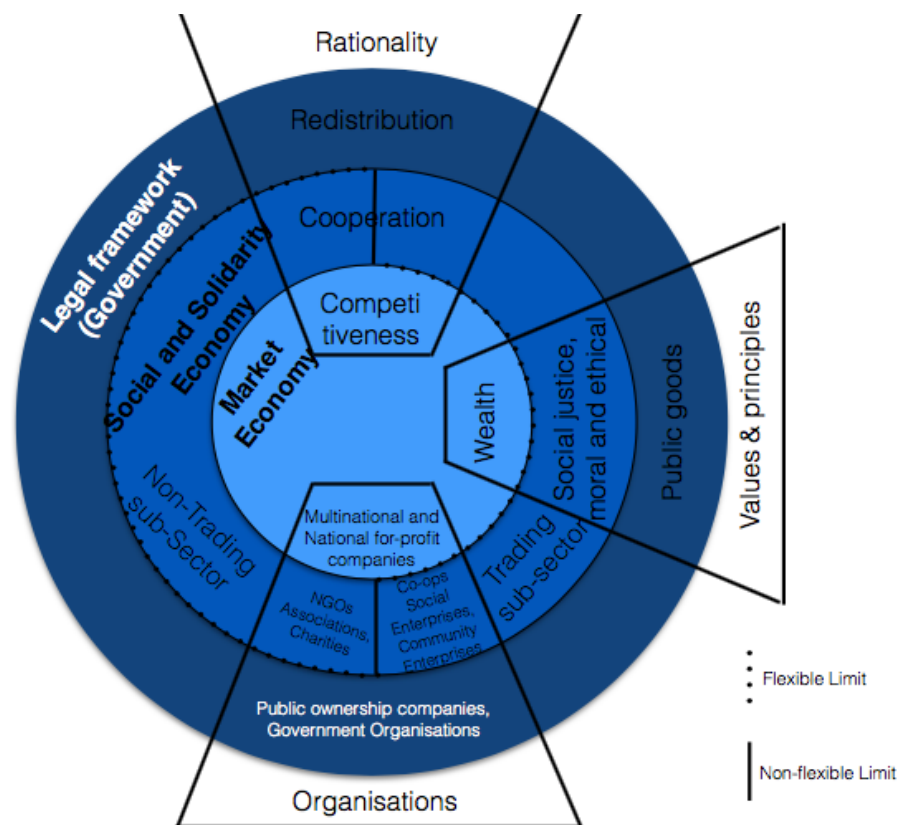 Rationality
Redistribution
Cooperation
Competi
tiveness
Legal framework
(Government)
Social and Solidarity
Economy
Market
Economy
Wealth
Social justice,
moral and ethical
Public goods
Values & principles
Non-Trading
sub-Sector
Trading
sub-sector
Multinational and
National for-profit
companies
NGOs
Associations,
Charities
Co-ops
Social
Enterprises,
Community
Enterprises
Public ownership companies,
Government Organisations
Organisations
Flexible Limit
Non-flexible Limit